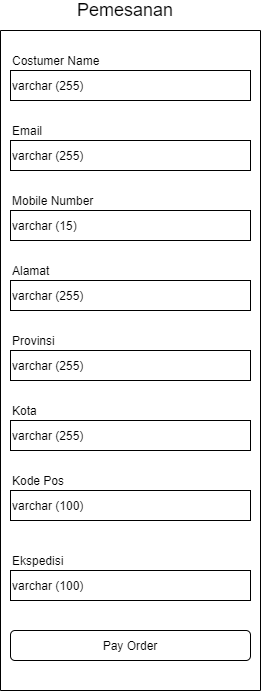 Pemesanan
Costumer Name
varchar (255)
Email
varchar (255)
Mobile Number
varchar (15)
Alamat
varchar (255)
Provinsi
varchar (255)
Kota
varchar (255)
Kode Pos
varchar (100)
Ekspedisi
varchar (100)
Pay Order